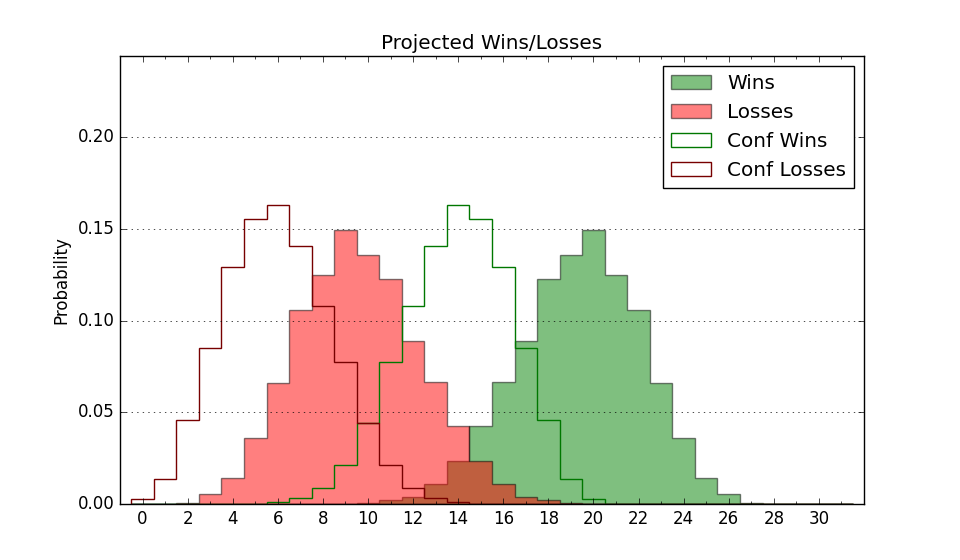 Projected Wins/Losses
Wins
Losses
Conf Wins
Conf Losses
Probability
0.20
0.15
0.10
0.05
0.00
0 2 4 6 8 10 12 14 16 18 20 22 24 26 28 30